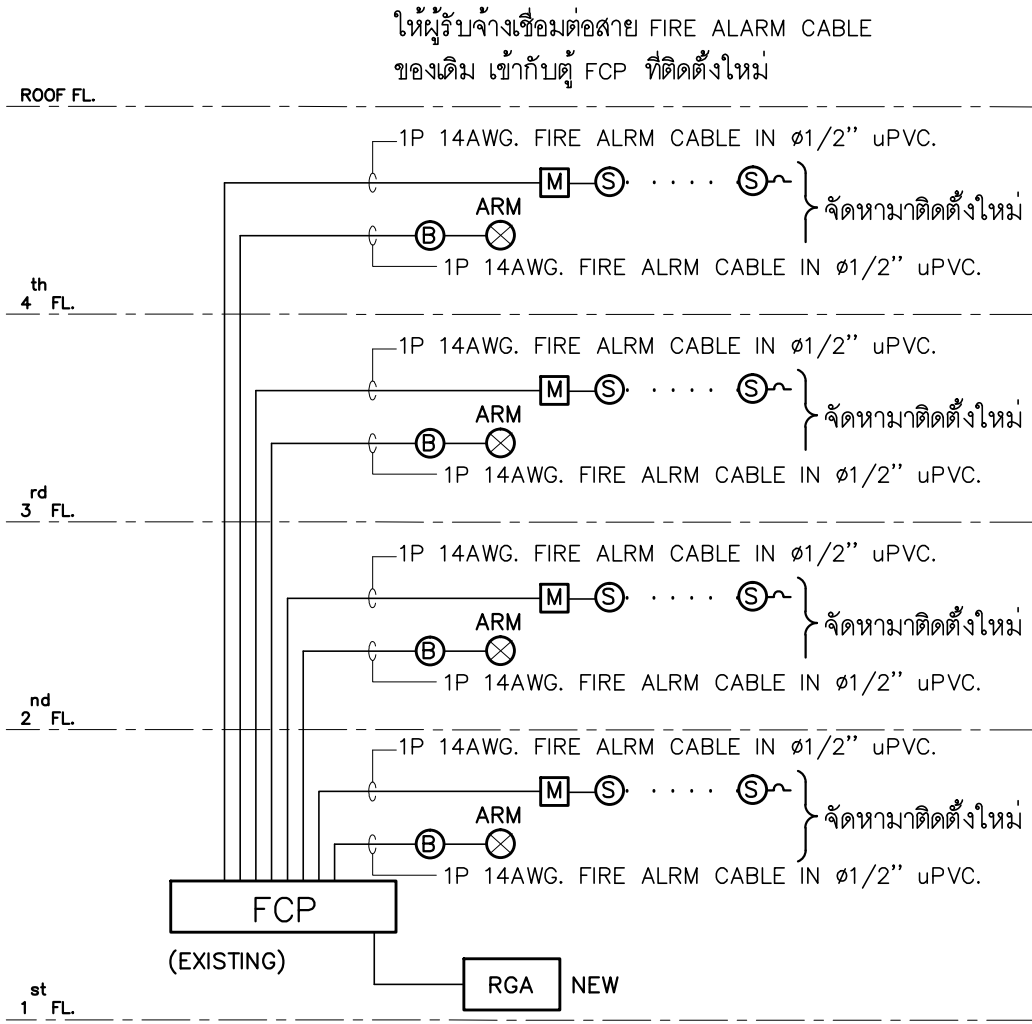 ให้ผู้รับจ้างเชื่อมต่อสาย FIRE ALARM CABLE
ของเดิม เข้ากับตู้ FCP ที่ติดตั้งใหม่
ROOF FL.
1P 14AWG. FIRE ALRM CABLE IN ø1/2'' uPVC.
M S · · · · S
จัดหามาติดตั้งใหม่
ARM
B
1P 14AWG. FIRE ALRM CABLE IN ø1/2'' uPVC.
4th FL.
1P 14AWG. FIRE ALRM CABLE IN ø1/2'' uPVC.
M S · · · · S
จัดหามาติดตั้งใหม่
ARM
B
1P 14AWG. FIRE ALRM CABLE IN ø1/2'' uPVC.
3rd FL.
1P 14AWG. FIRE ALRM CABLE IN ø1/2'' uPVC.
M S · · · · S
จัดหามาติดตั้งใหม่
ARM
B
1P 14AWG. FIRE ALRM CABLE IN ø1/2'' uPVC.
2nd FL.
1P 14AWG. FIRE ALRM CABLE IN ø1/2'' uPVC.
M S · · · · S
จัดหามาติดตั้งใหม่
ARM
B
1P 14AWG. FIRE ALRM CABLE IN ø1/2'' uPVC.
FCP
(EXISTING)
RGA NEW
1st FL.